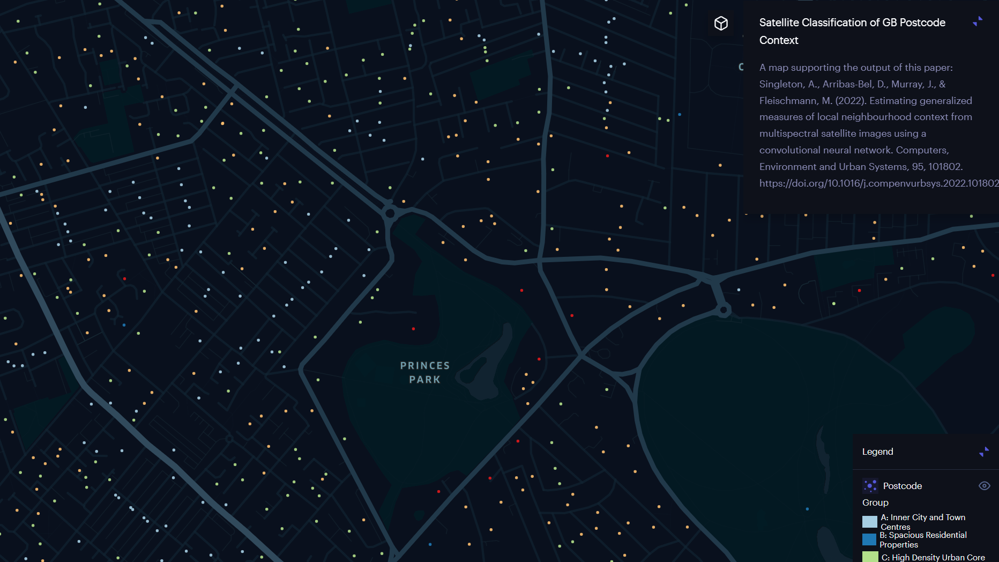 Satellite Classification of GB Postcode
Context
A map supporting the output of this paper:
Singleton, A., Arribas-Bel, D., Murray, J., &
Fleischmann, M. (2022). Estimating generalized
measures of local neighbourhood context from
multispectral satellite images using a
convolutional neural network. Computers,
Environment and Urban Systems, 95, 101802.
https://doi.org/10.1016/j.compenvurbsys.2022.101802
PRINCES
PARK
Legend
Postcode
Group
A: Inner City and Town
Centres
B: Spacious Residential
Properties
C: High Density Urban Core